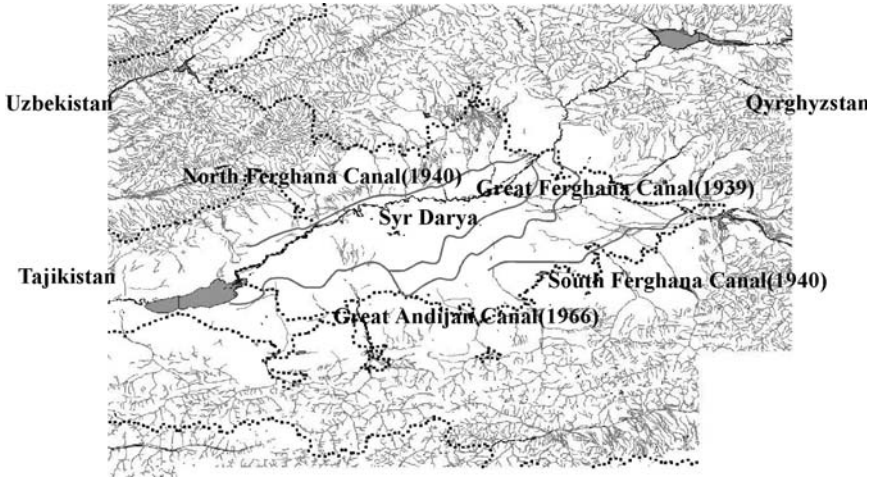 Uzbekistan
Qyrghyzstan
North Ferghana Canal(1940)
Great Ferghana Canal(1939)
Syr Darya
Tajikistan
South Ferghana Canal(1940)
Great Andijan Canal(1966)